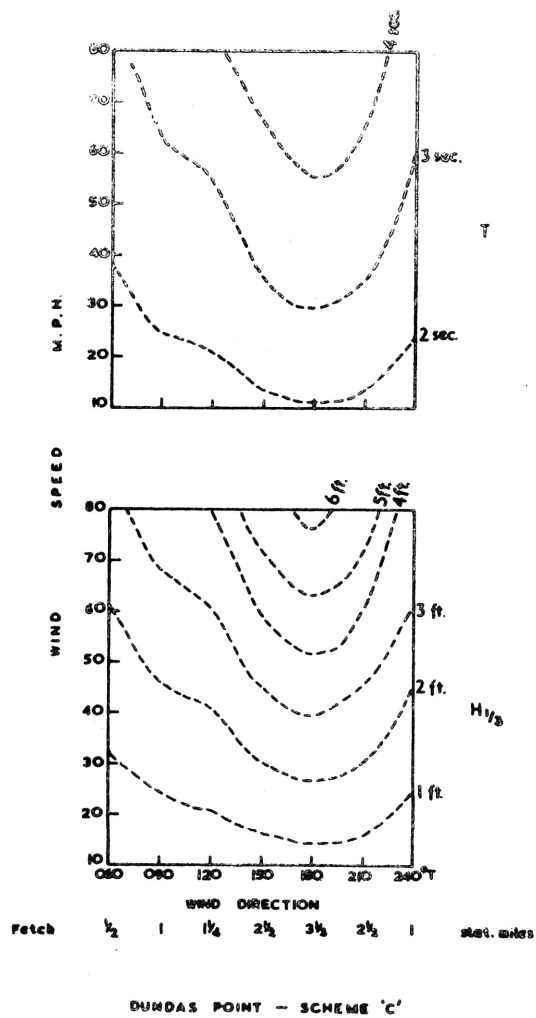 4 sec.
80
70
60
3 sec.
50
T
40
30
2 sec.
20
10
WIND SPEED M.P.H.
6 ft. 5 ft. 4 ft.
80
70
60
3 ft.
50
2 ft.
40
H1/3
30
1 ft.
20
10
060 090 120 150 180 210 240 °T
WIND DIRECTION
Fetch ½ 1 1¼ 2½ 3⅓ 2½ 1 stat. miles
DUNDAS POINT — SCHEME 'C'